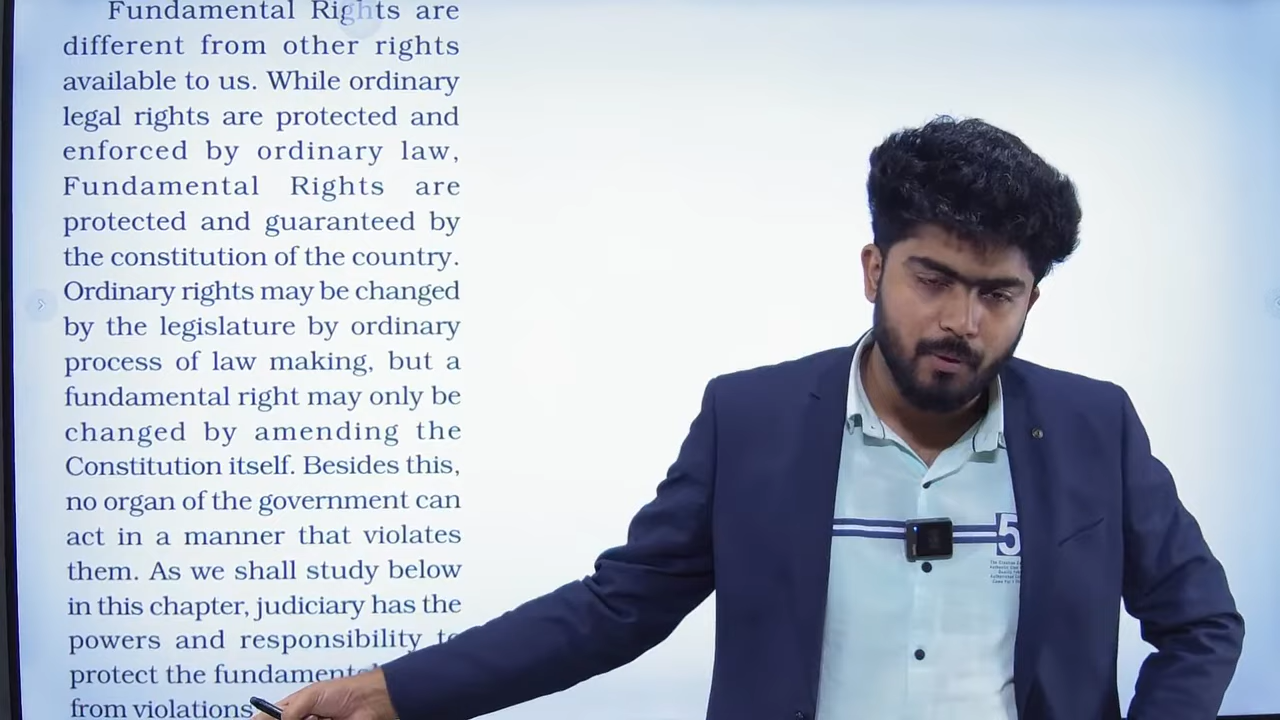 Fundamental Rights are
different from other rights
available to us. While ordinary
legal rights are protected and
enforced by ordinary law,
Fundamental Rights are
protected and guaranteed by
the constitution of the country.
Ordinary rights may be changed
by the legislature by ordinary
process of law making, but a
fundamental right may only be
changed by amending the
Constitution itself. Besides this,
no organ of the government can
act in a manner that violates
them. As we shall study below
in this chapter, judiciary has the
powers and responsibility to
protect the fundamental
from violations
5